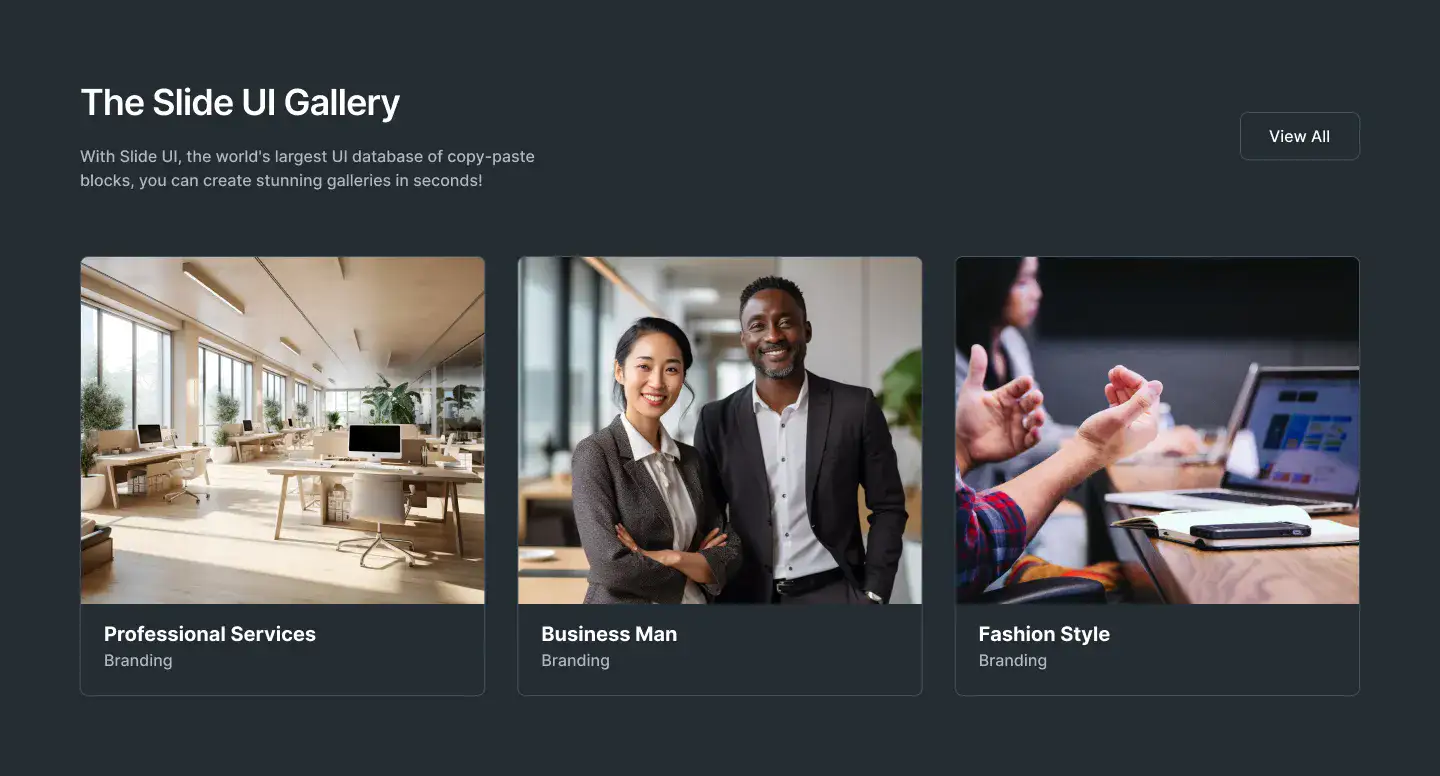 The Slide UI Gallery
With Slide UI, the world's largest UI database of copy-paste
blocks, you can create stunning galleries in seconds!
View All
Professional Services
Branding
Business Man
Branding
Fashion Style
Branding